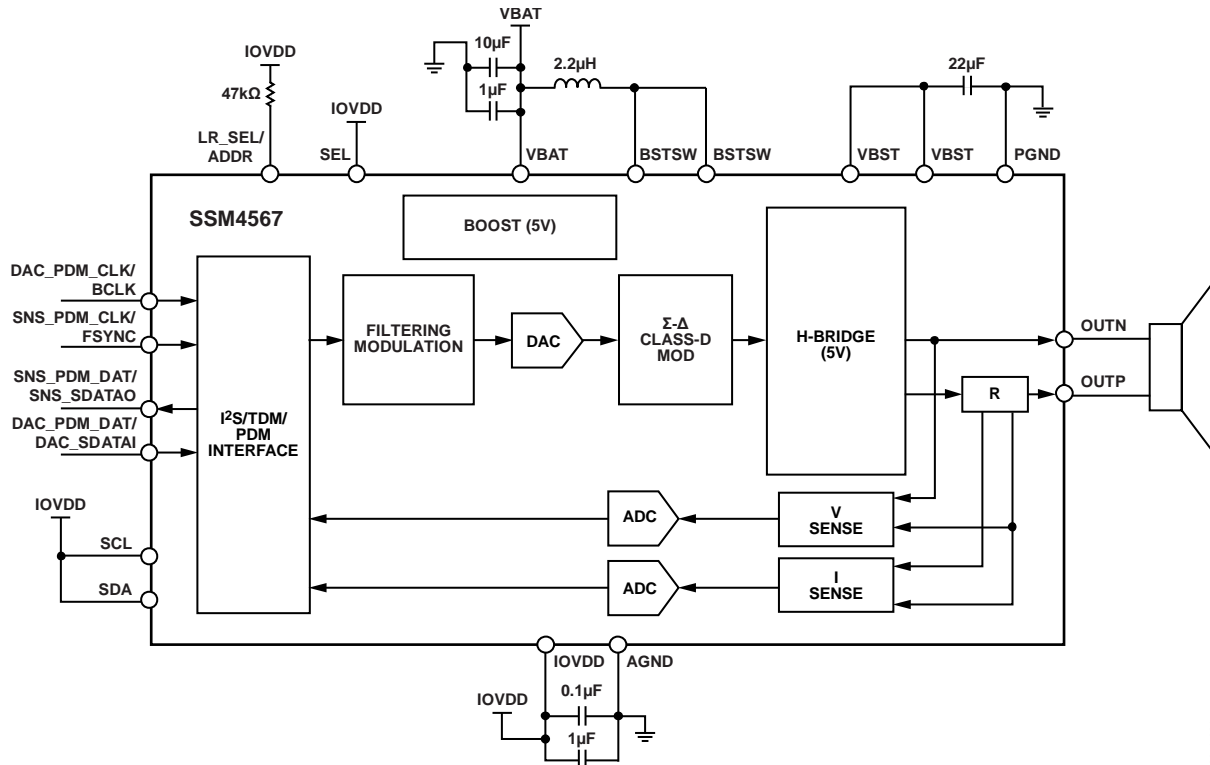 VBAT
10µF
2.2µH
1µF
22µF
IOVDD
47kΩ
LR_SEL/
ADDR
IOVDD
SEL
VBAT
BSTSW
BSTSW
VBST
VBST
PGND
SSM4567
BOOST (5V)
DAC_PDM_CLK/
BCLK
SNS_PDM_CLK/
FSYNC
SNS_PDM_DAT/
SNS_SDATAO
DAC_PDM_DAT/
DAC_SDATAI
I²S/TDM/
PDM
INTERFACE
FILTERING
MODULATION
DAC
Σ-Δ
CLASS-D
MOD
H-BRIDGE
(5V)
OUTN
OUTP
R
ADC
V
SENSE
ADC
I
SENSE
IOVDD
SCL
SDA
IOVDD
AGND
IOVDD
0.1µF
1µF